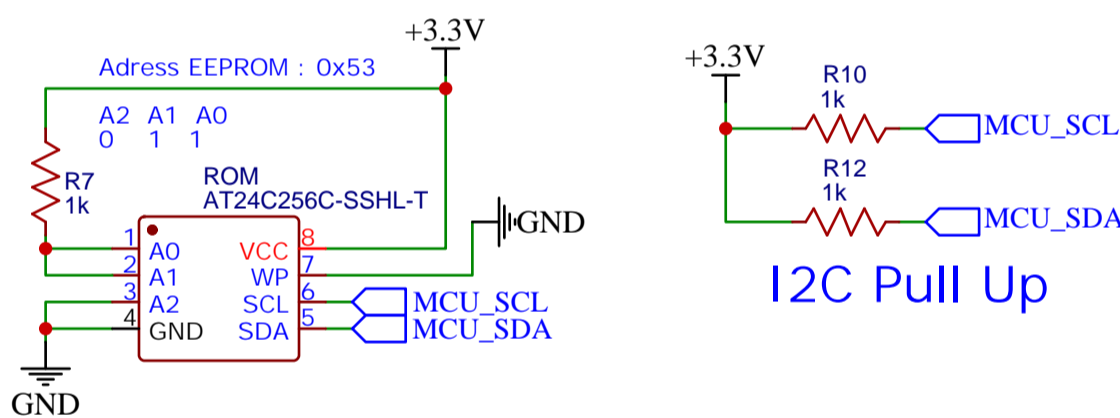 +3.3V
Adress EEPROM : 0x53
A2 A1 A0
0 1 1
R7
1k
ROM
AT24C256C-SSHL-T
1 A0
2 A1
3 A2
4 GND
VCC 8
WP 7
SCL 6
SDA 5
GND
MCU_SCL
MCU_SDA
GND
+3.3V
R10
1k
MCU_SCL
R12
1k
MCU_SDA
I2C Pull Up